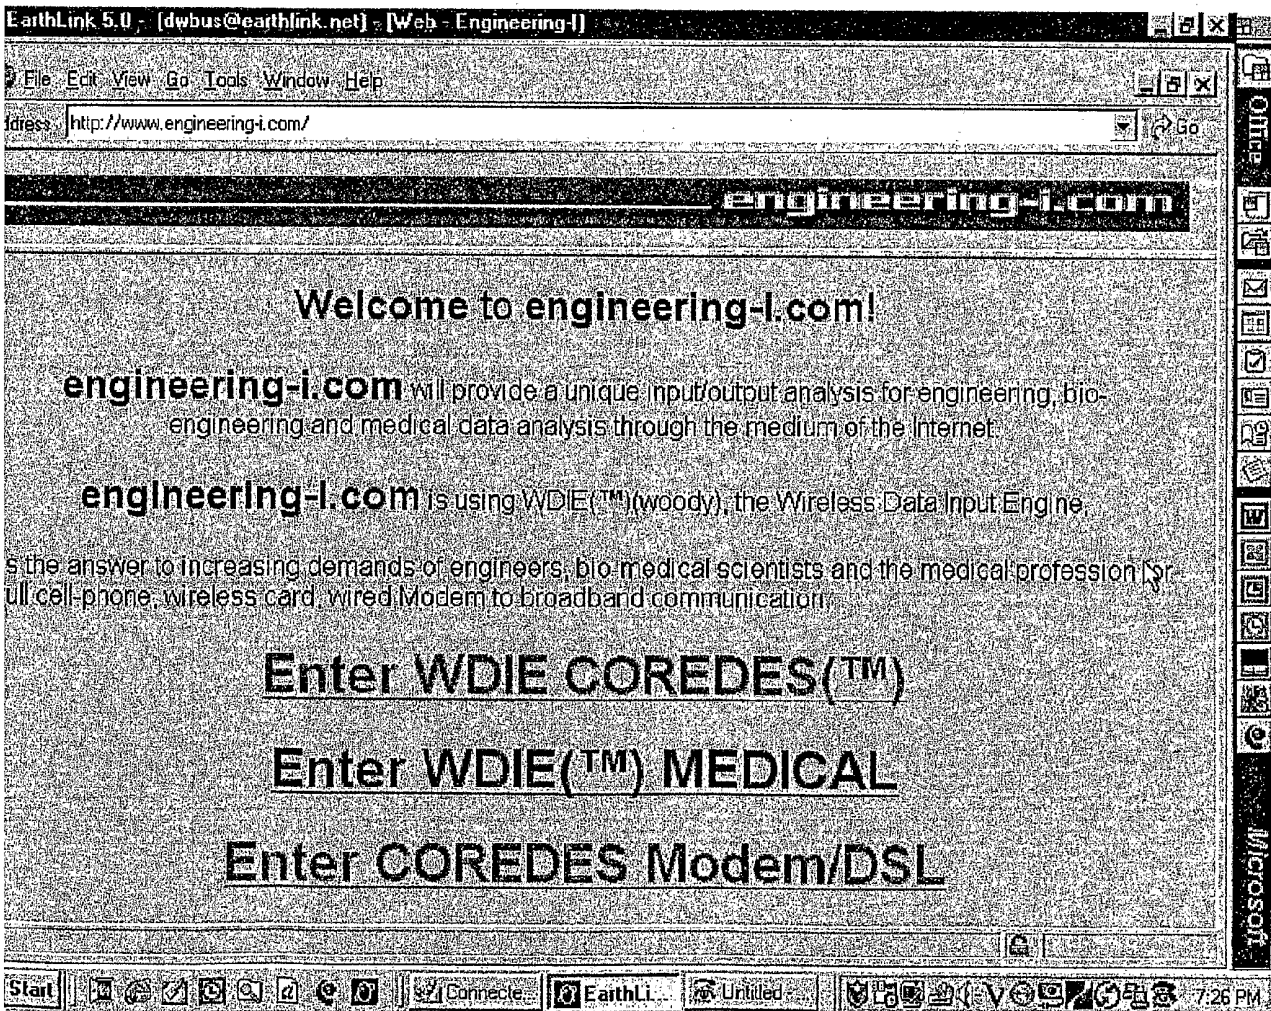 EarthLink 5.0 - [dwbus@earthlink.net] - [Web - Engineering-I]
File Edit View Go Tools Window Help
ddress http://www.engineering-i.com/ Go
engineering-i.com
Welcome to engineering-I.com!
engineering-i.com will provide a unique input/output analysis for engineering, bio-
engineering and medical data analysis through the medium of the Internet.
engineering-I.com is using WDIE(™)(woody), the Wireless Data Input Engine,
s the answer to increasing demands of engineers, bio-medical scientists and the medical profession for
ull cell-phone, wireless card, wired Modem to broadband communication.
Enter WDIE COREDES(™)
Enter WDIE(™) MEDICAL
Enter COREDES Modem/DSL
Start Connecte... EarthLi... Untitled - 7:26 PM
Office
Microsoft